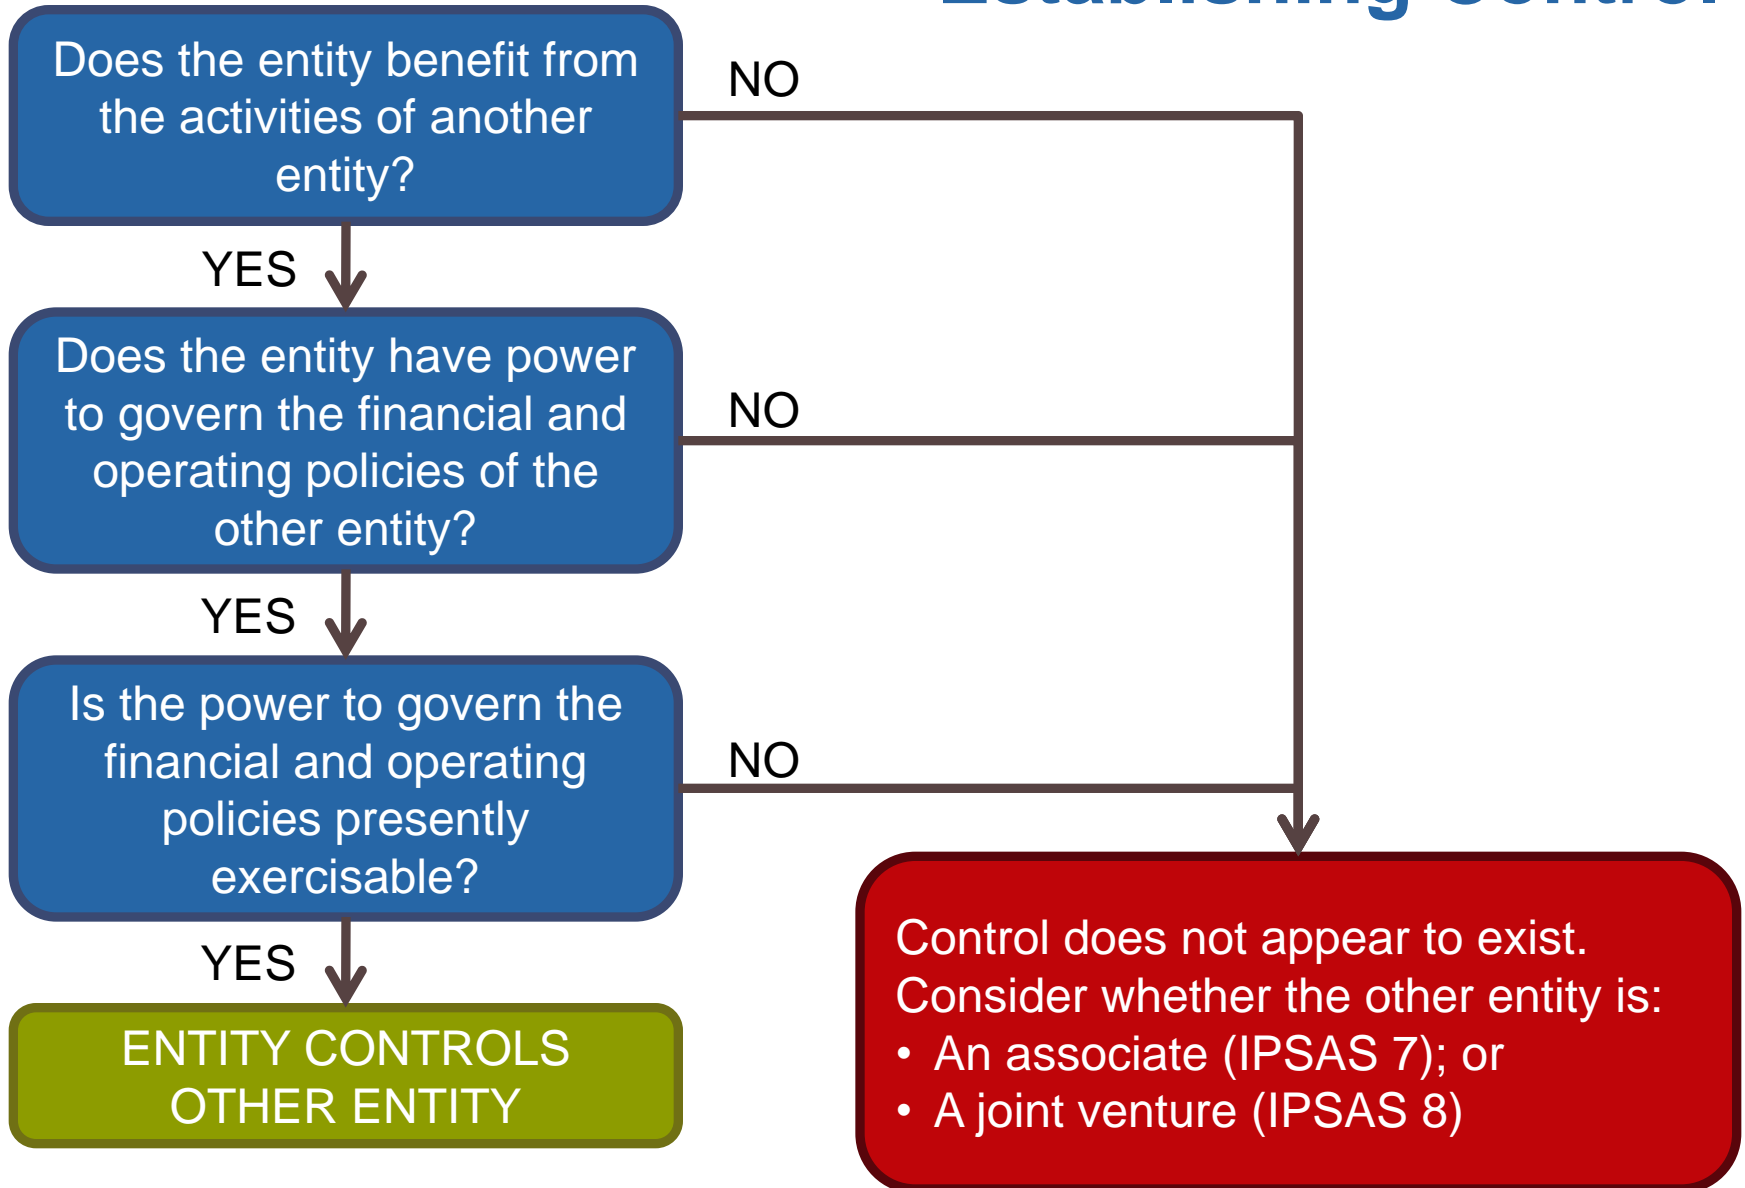 Establishing Control
Does the entity benefit from
the activities of another
entity?
NO
YES
Does the entity have power
to govern the financial and
operating policies of the
other entity?
NO
YES
Is the power to govern the
financial and operating
policies presently
exercisable?
NO
YES
ENTITY CONTROLS
OTHER ENTITY
Control does not appear to exist.
Consider whether the other entity is:
• An associate (IPSAS 7); or
• A joint venture (IPSAS 8)